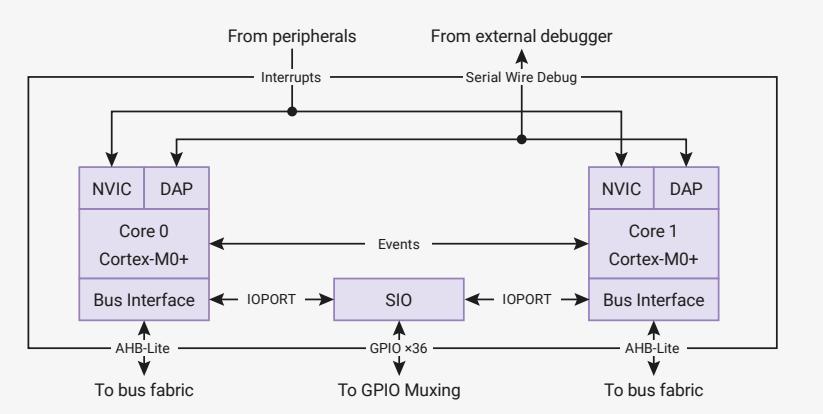 From peripherals
From external debugger
Interrupts
Serial Wire Debug
NVIC
DAP
NVIC
DAP
Core 0
Cortex-M0+
Core 1
Cortex-M0+
Events
Bus Interface
IOPORT
SIO
IOPORT
Bus Interface
AHB-Lite
GPIO ×36
AHB-Lite
To bus fabric
To GPIO Muxing
To bus fabric